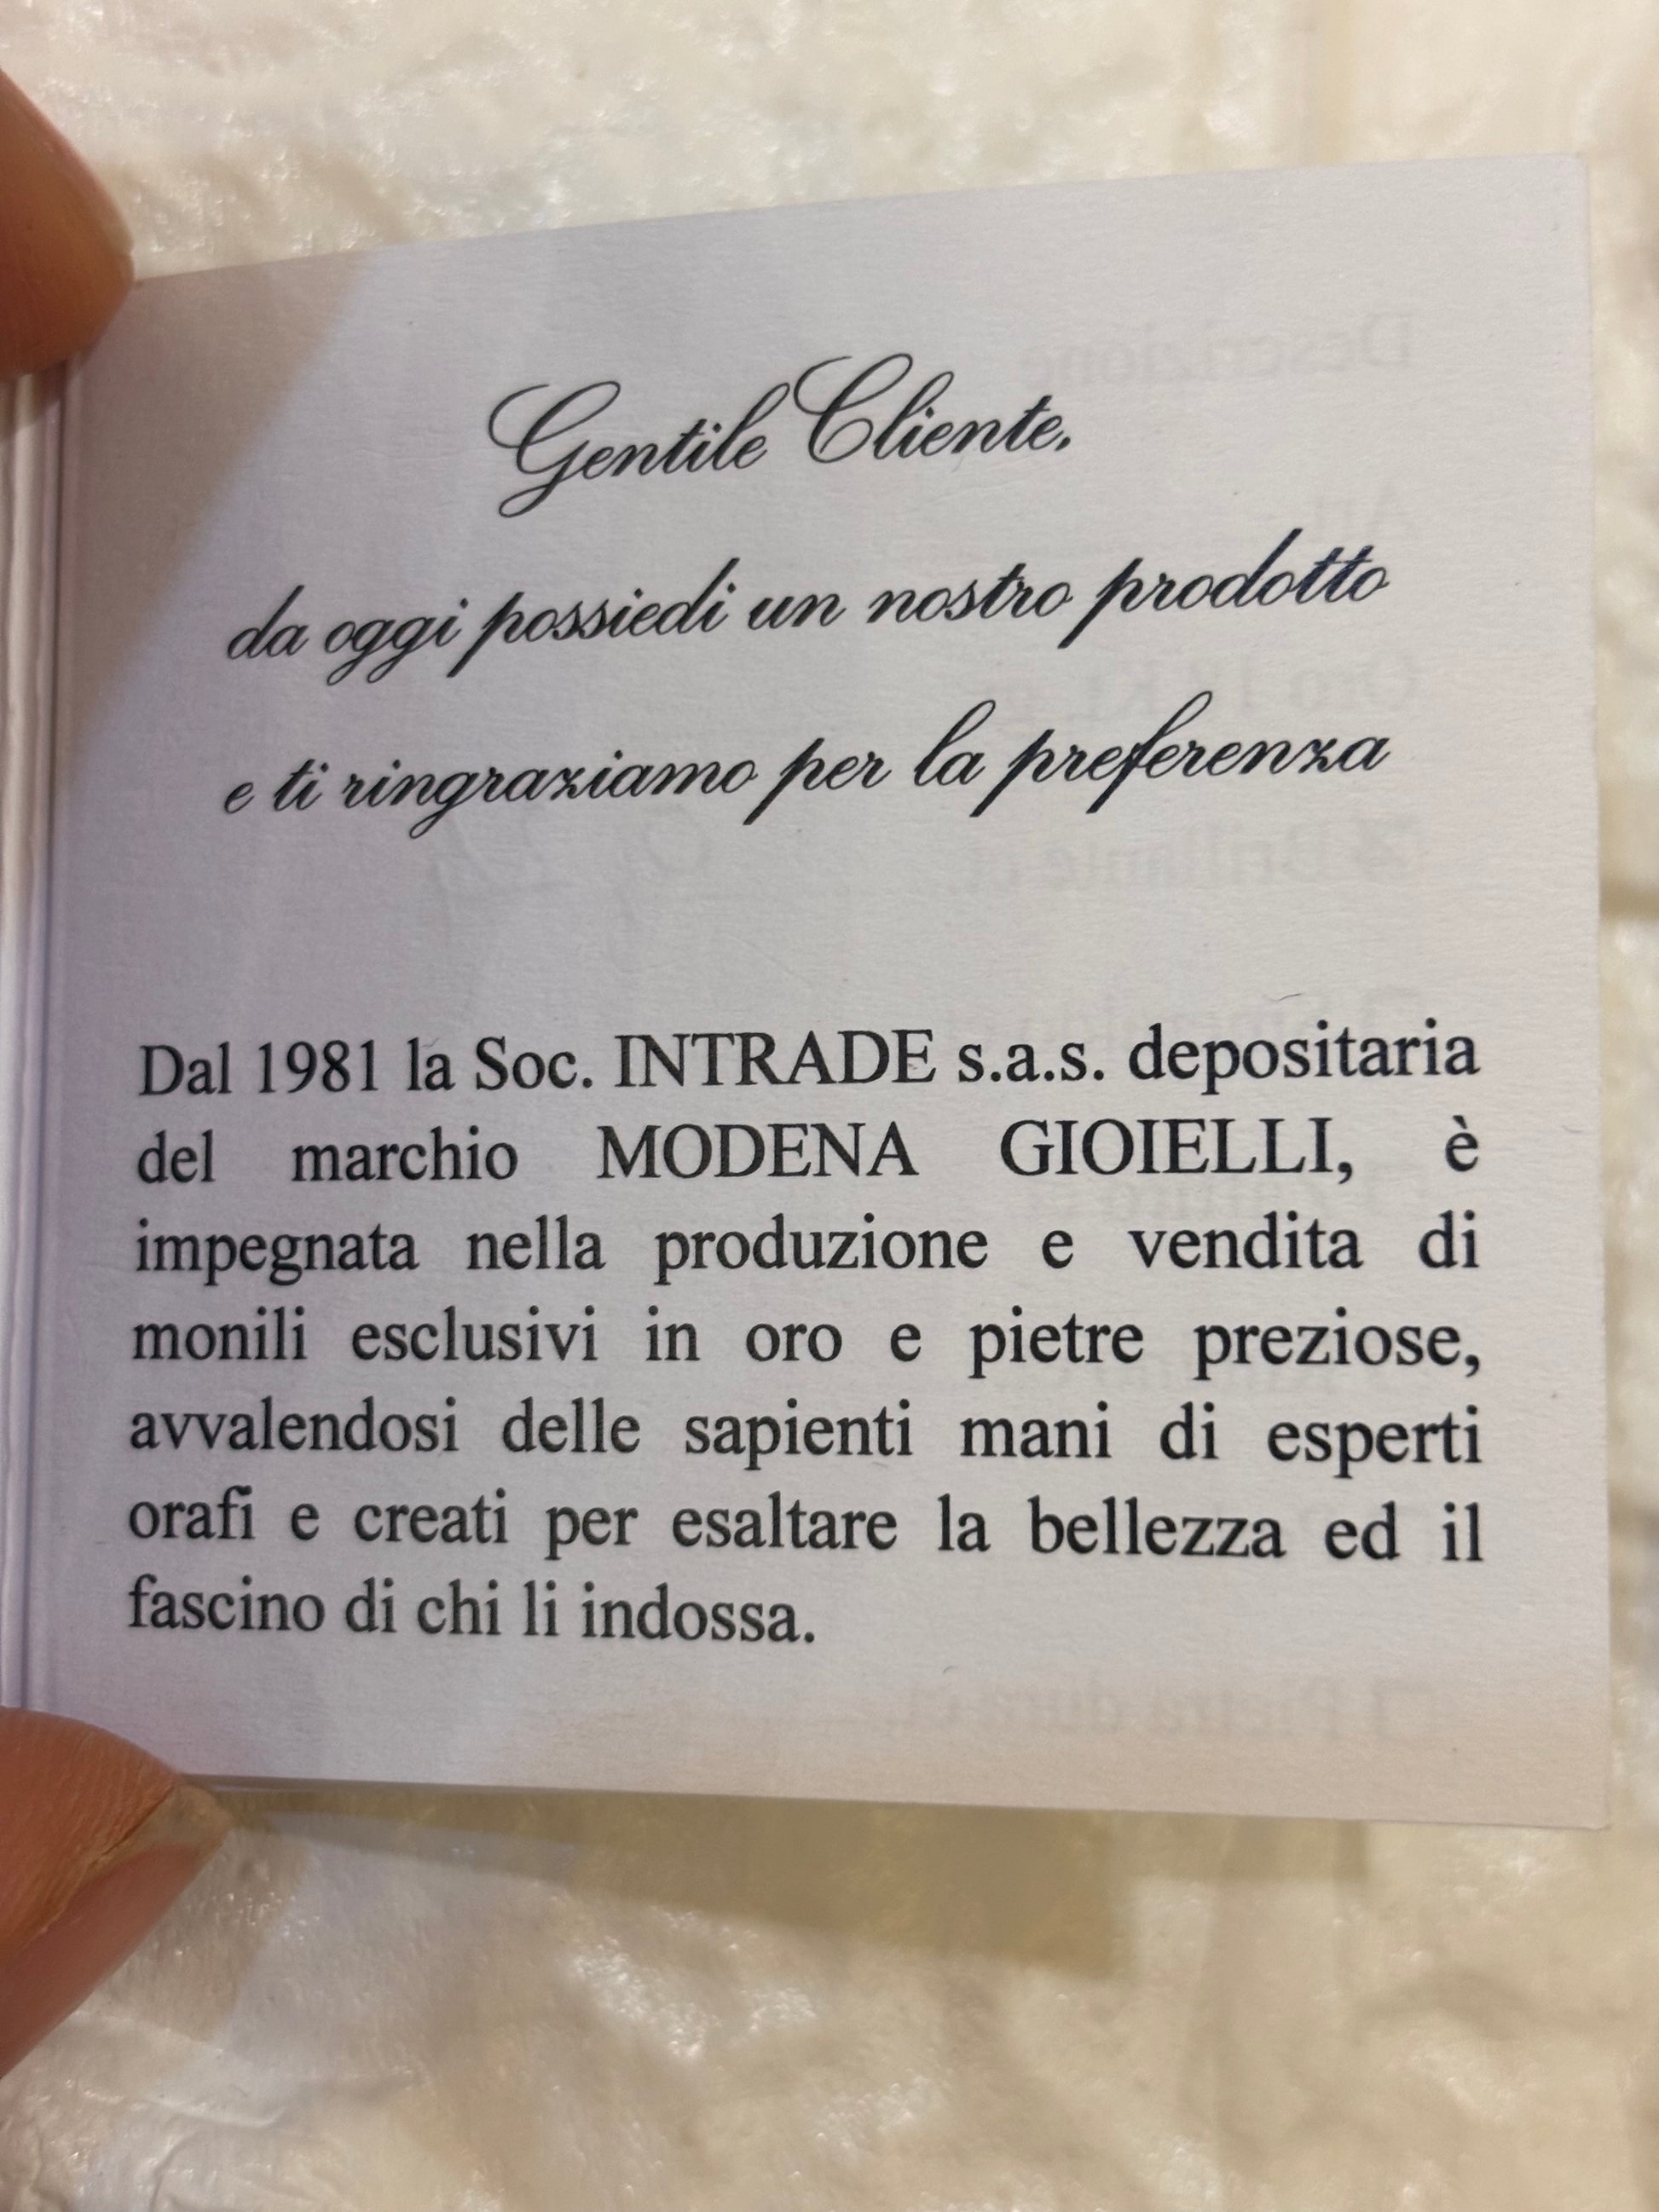 Gentile Cliente,
da oggi possiedi un nostro prodotto
e ti ringraziamo per la preferenza
Dal 1981 la Soc. INTRADE s.a.s. depositaria
del marchio MODENA GIOIELLI, è
impegnata nella produzione e vendita di
monili esclusivi in oro e pietre preziose,
avvalendosi delle sapienti mani di esperti
orafi e creati per esaltare la bellezza ed il
fascino di chi li indossa.